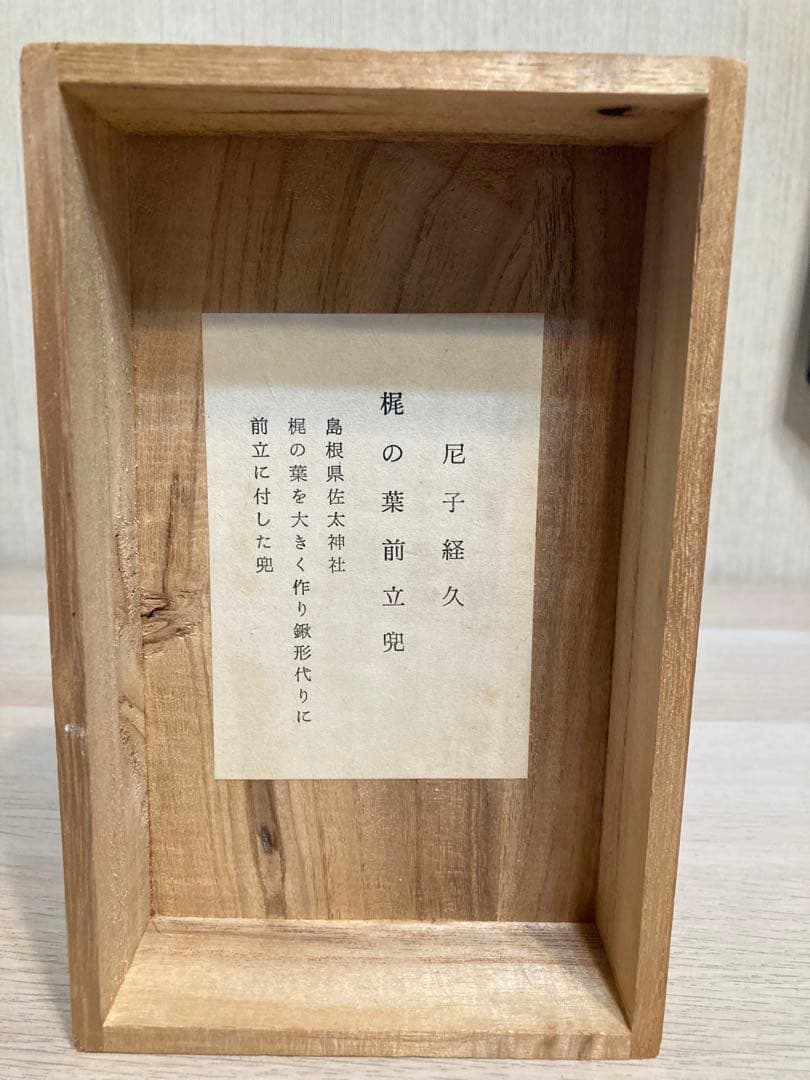 尼子経久
梶の葉前立兜
島根県佐太神社
梶の葉を大きく作り鍬形代りに
前立に付した兜